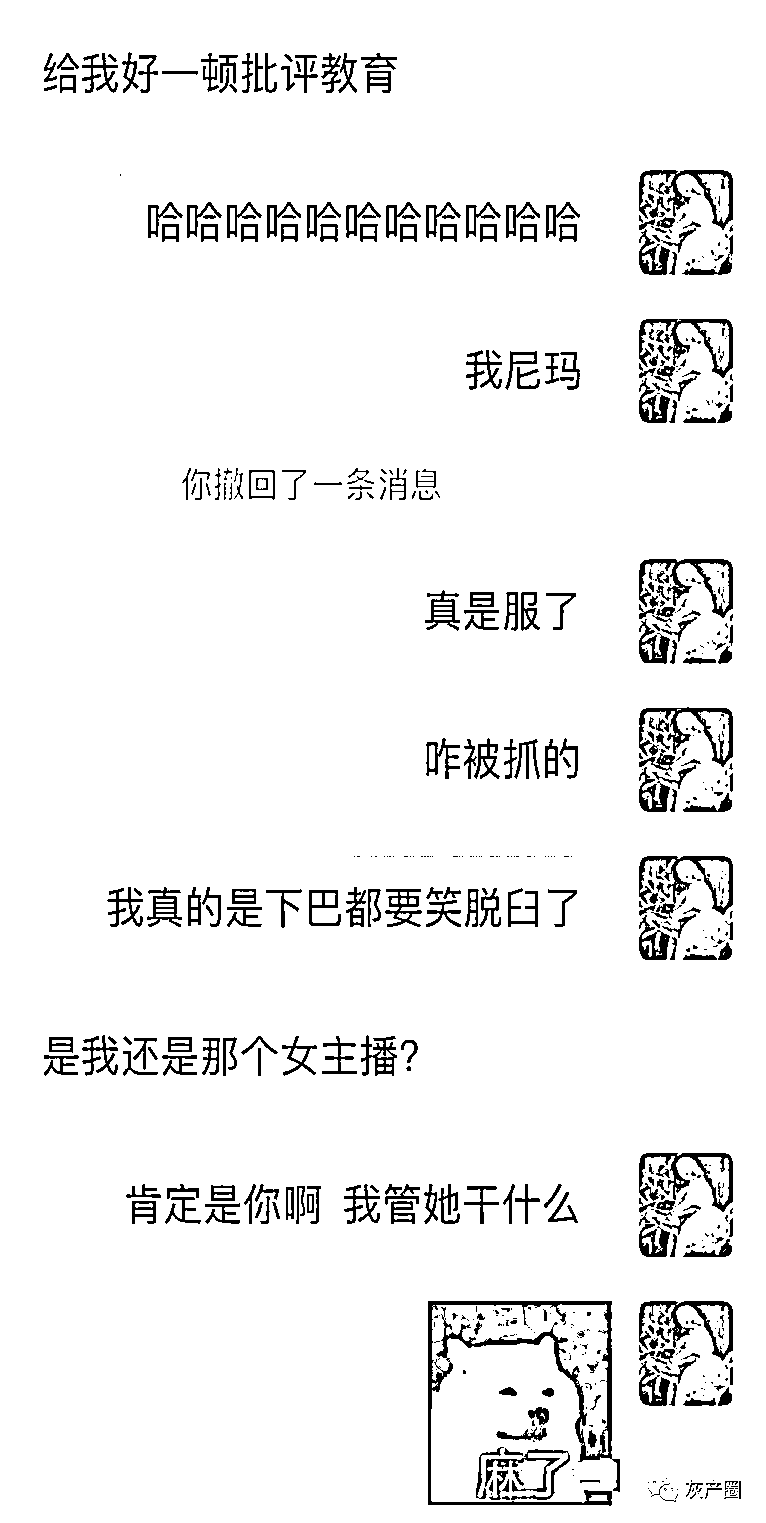 给我好一顿批评教育
哈哈哈哈哈哈哈哈哈哈哈
我尼玛
你撤回了一条消息
真是服了
咋被抓的
我真的是下巴都要笑脱臼了
是我还是那个女主播?
肯定是你啊 我管她干什么
麻了
灰产圈